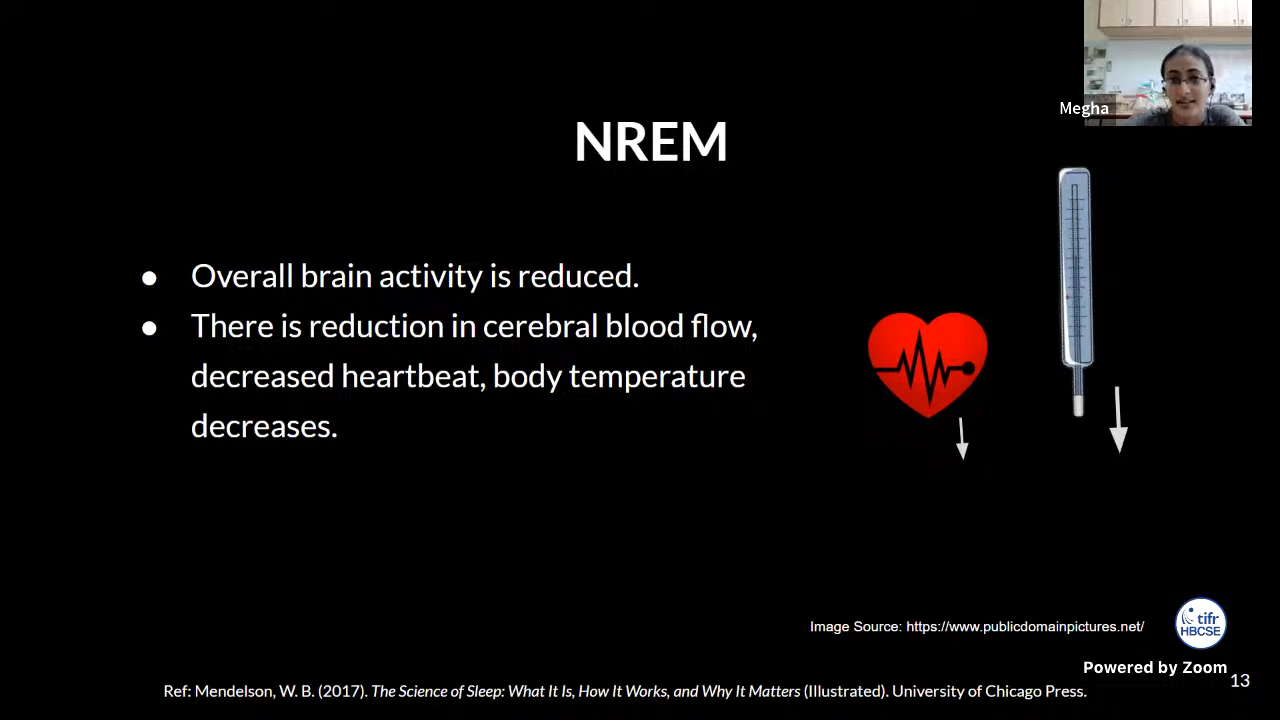 Megha
NREM
● Overall brain activity is reduced.
● There is reduction in cerebral blood flow,
decreased heartbeat, body temperature
decreases.
Image Source: https://www.publicdomainpictures.net/
tifr
HBCSE
Powered by Zoom
13
Ref: Mendelson, W. B. (2017). The Science of Sleep: What It Is, How It Works, and Why It Matters (Illustrated). University of Chicago Press.